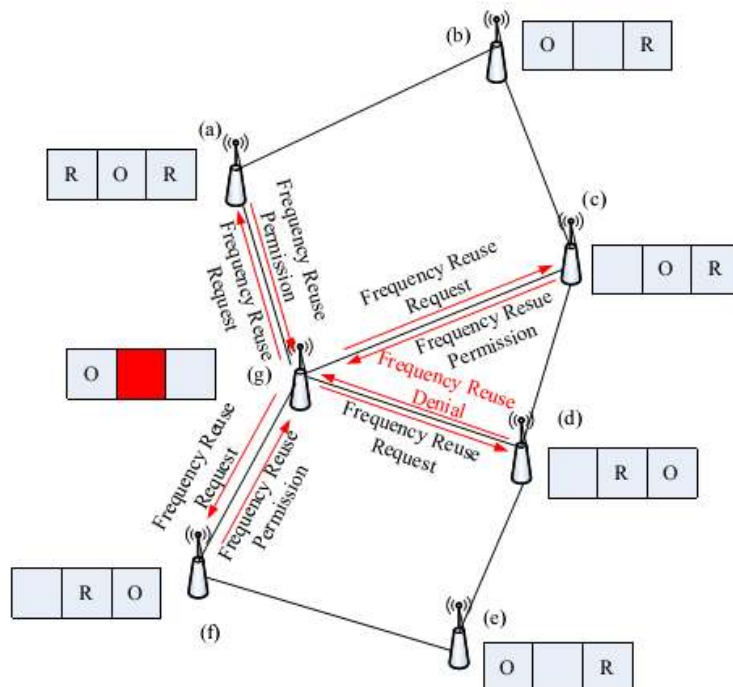 (b)
O R
(a)
R O R
Frequency Reuse
Permission
Frequency Reuse
Request
(c)
O R
Frequency Reuse
Request
Frequency Resue
Permission
O
(g)
Frequency Reuse
Denial
Frequency Reuse
Request
(d)
R O
Frequency Reuse
Request
Frequency Reuse
Permission
R O
(f)
(e)
O R